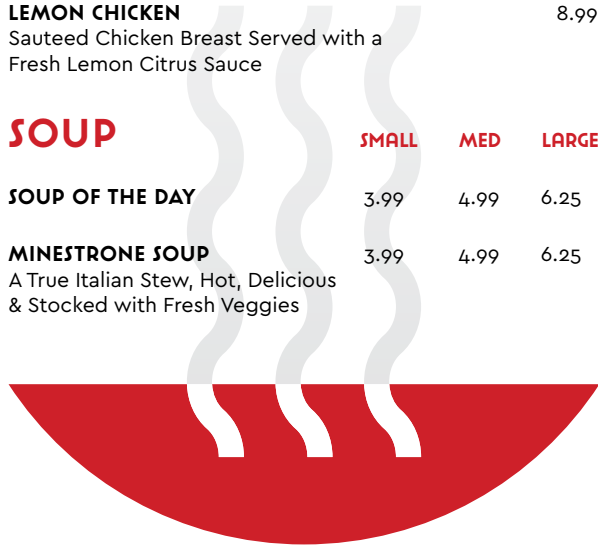 LEMON CHICKEN 8.99
Sauteed Chicken Breast Served with a
Fresh Lemon Citrus Sauce
SOUP SMALL MED LARGE
SOUP OF THE DAY 3.99 4.99 6.25
MINESTRONE SOUP 3.99 4.99 6.25
A True Italian Stew, Hot, Delicious
& Stocked with Fresh Veggies